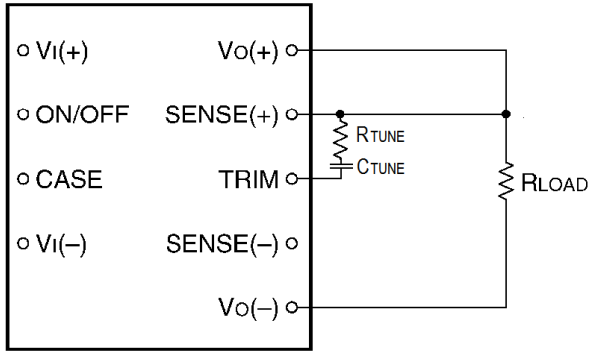 VI(+) VO(+)
ON/OFF SENSE(+)
RTUNE
CTUNE
CASE TRIM
RLOAD
VI(–) SENSE(–)
VO(–)